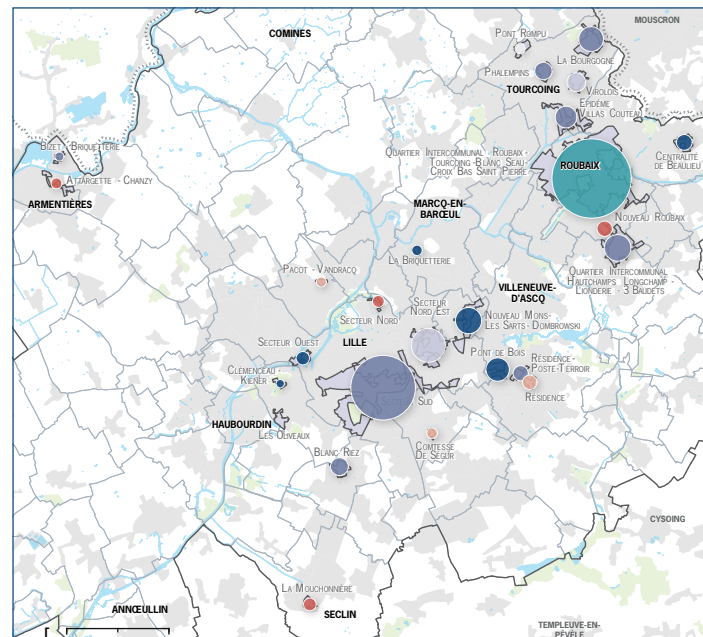 MOUSCRON
COMINES
PONT ROMPU
LA BOURGOGNE
PHALEMPINS
TOURCOING
VIROLOIS
EPIDÈME
VILLAS COUTEAU
BIZET - BRIQUETTERIE
ATTARGETTE - CHANZY
ARMENTIÈRES
QUARTIER INTERCOMMUNAL ROUBAIX -
TOURCOING -BLANC SEAU -
CROIX BAS SAINT PIERRE
ROUBAIX
CENTRALITÉ
DE BEAULIEU
MARCQ-EN-
BARŒUL
NOUVEAU ROUBAIX
LA BRIQUETTERIE
QUARTIER INTERCOMMUNAL
HAUTCHAMPS LONGCHAMP -
LIONDERIE - 3 BAUDETS
PACOT - VANDRACQ
VILLENEUVE-
D'ASCQ
SECTEUR NORD
SECTEUR
NORD EST
NOUVEAU MONS-
LES SARTS - DOMBROWSKI
SECTEUR OUEST
LILLE
PONT DE BOIS
RÉSIDENCE -
POSTE-TERROIR
RÉSIDENCE
CLÉMENCEAU -
KIENER
SUD
HAUBOURDIN
LES OLIVEAUX
COMTESSE
DE SÉGUR
BLANC RIEZ
CYSOING
LA MOUCHONNIÈRE
ANNŒULLIN
SECLIN
TEMPLEUVE-EN-
PÉVÈLE